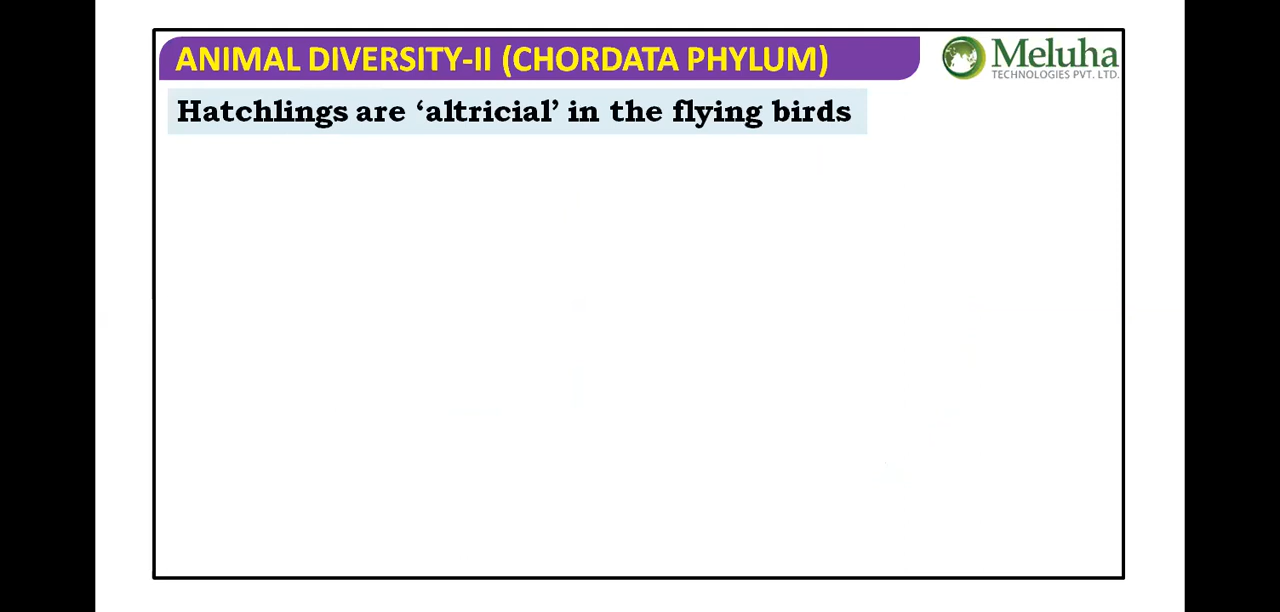 ANIMAL DIVERSITY-II (CHORDATA PHYLUM)
Meluha
TECHNOLOGIES PVT. LTD.
Hatchlings are ‘altricial’ in the flying birds